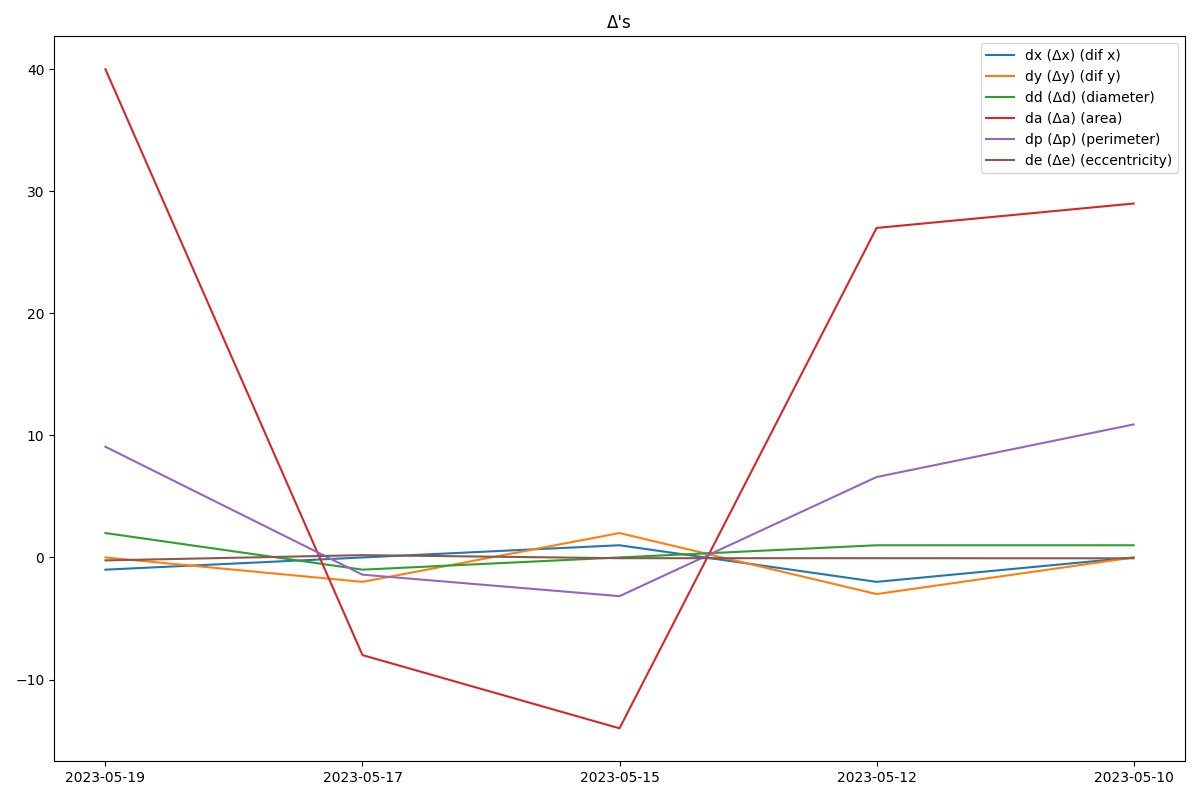 Δ's
dx (Δx) (dif x)
dy (Δy) (dif y)
dd (Δd) (diameter)
da (Δa) (area)
dp (Δp) (perimeter)
de (Δe) (eccentricity)
40
30
20
10
0
−10
2023-05-19
2023-05-17
2023-05-15
2023-05-12
2023-05-10